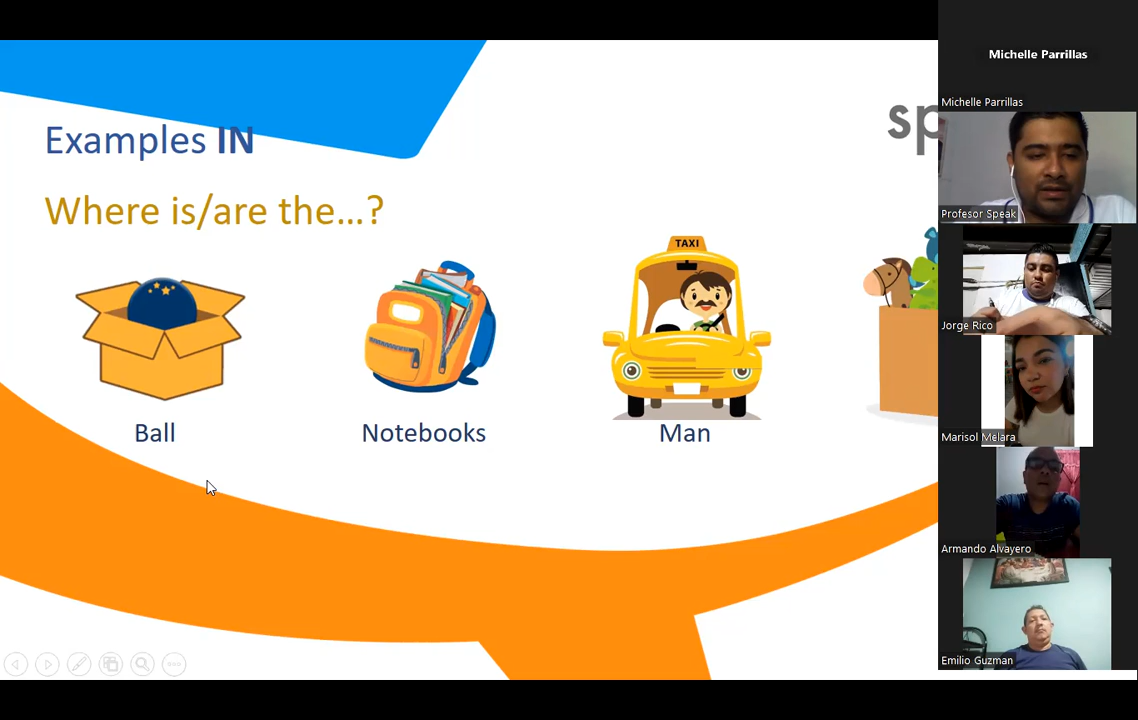 Michelle Parrillas
Michelle Parrillas
sp
Examples IN
Where is/are the...?
TAXI
Ball
Notebooks
Man
Profesor Speak
Jorge Rico
Marisol Melara
Armando Alvayero
Emilio Guzman